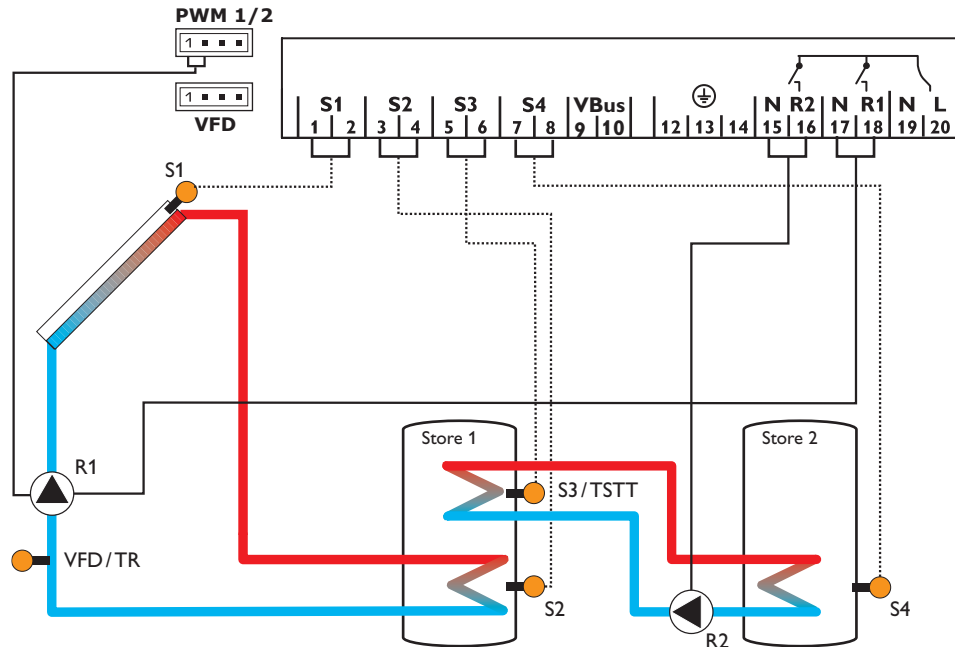 PWM 1/2
1
1
VFD
S1 S2 S3 S4 VBus N R2 N R1 N L
1 2 3 4 5 6 7 8 9 10 12 13 14 15 16 17 18 19 20
S1
Store 1
Store 2
R1
S3/TSTT
VFD/TR
S2
S4
R2